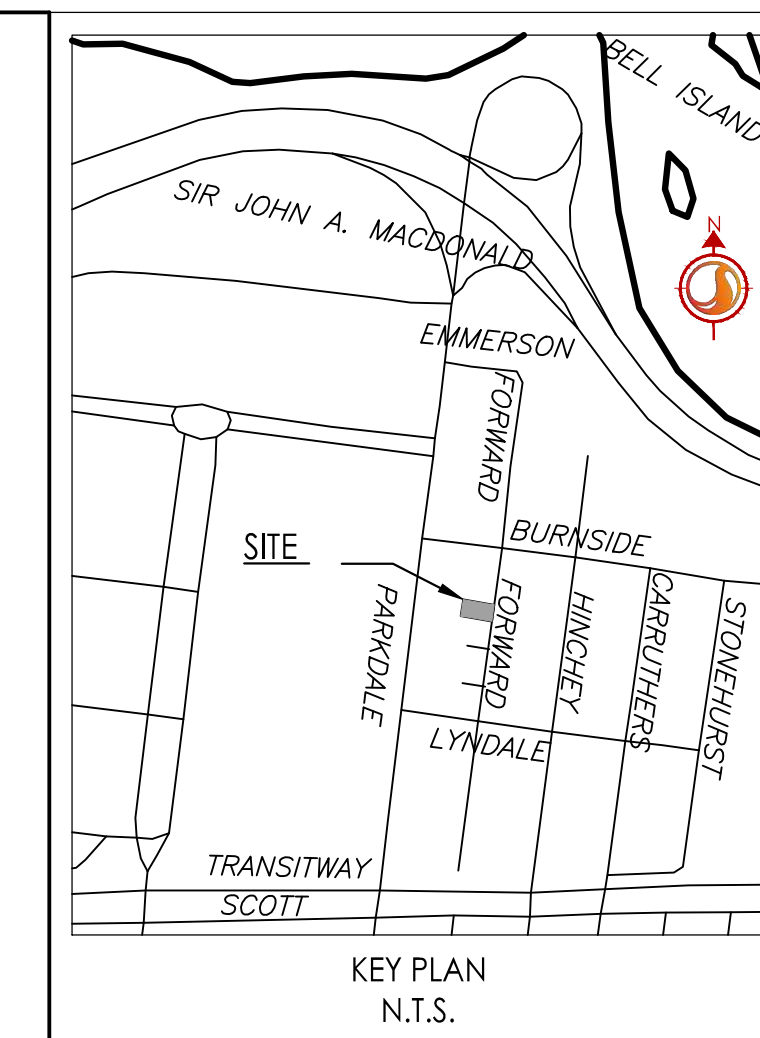 BELL ISLAND
SIR JOHN A. MACDONALD
N
EMMERSON
FORWARD
BURNSIDE
SITE
PARKDALE
FORWARD
HINCHEY
CARRUTHERS
STONEHURST
LYNDALE
TRANSITWAY
SCOTT
KEY PLAN
N.T.S.